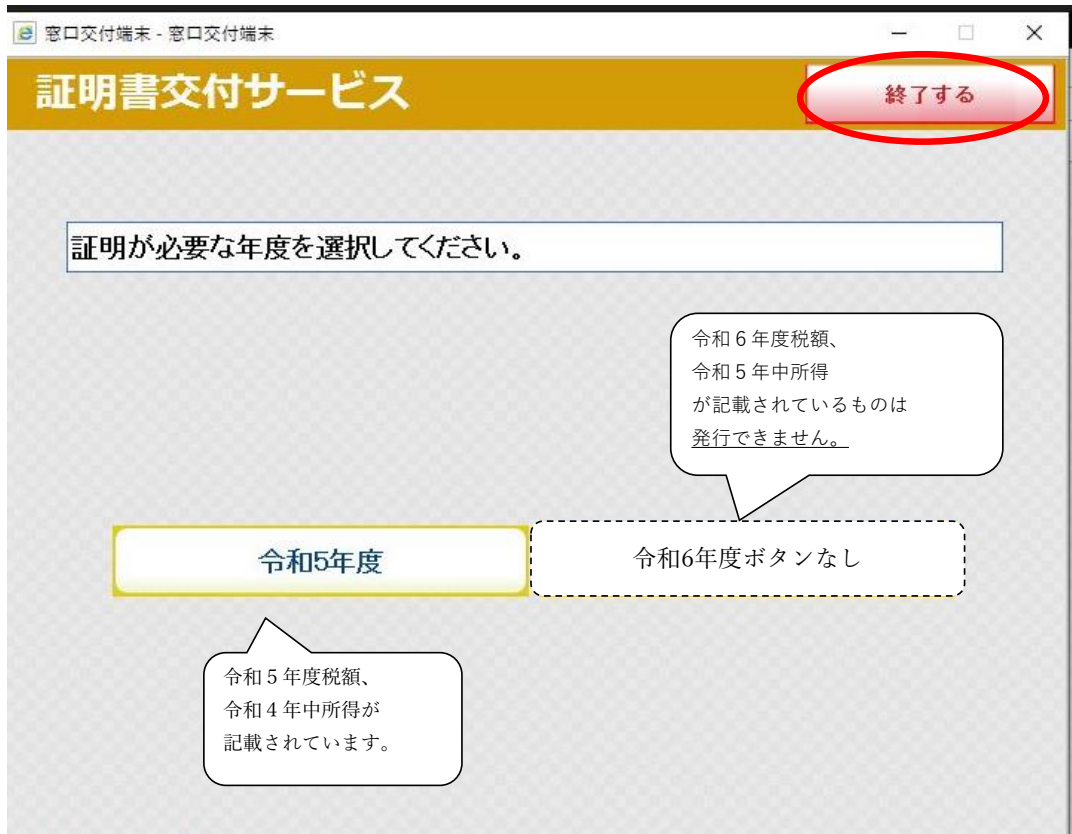 窓口交付端末 - 窓口交付端末
証明書交付サービス
終了する
証明が必要な年度を選択してください。
令和６年度税額、
令和５年中所得
が記載されているものは
発行できません。
令和5年度
令和6年度ボタンなし
令和５年度税額、
令和４年中所得が
記載されています。